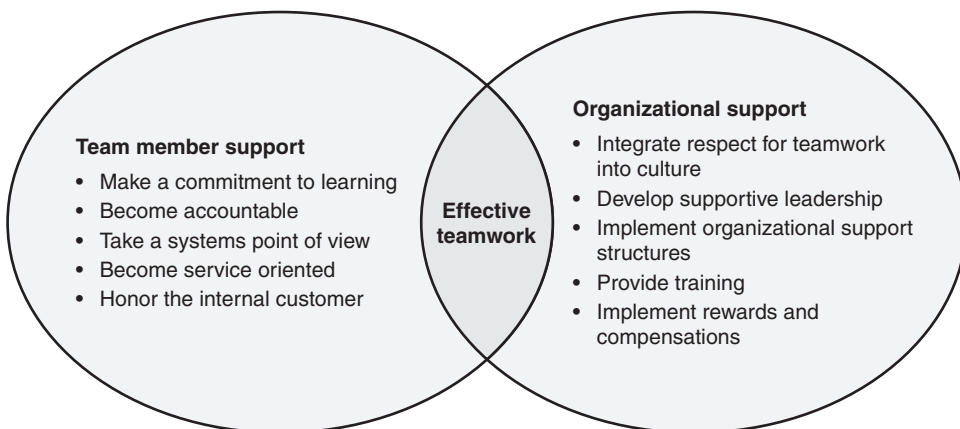 Team member support
• Make a commitment to learning
• Become accountable
• Take a systems point of view
• Become service oriented
• Honor the internal customer
Effective
teamwork
Organizational support
• Integrate respect for teamwork
into culture
• Develop supportive leadership
• Implement organizational support
structures
• Provide training
• Implement rewards and
compensations